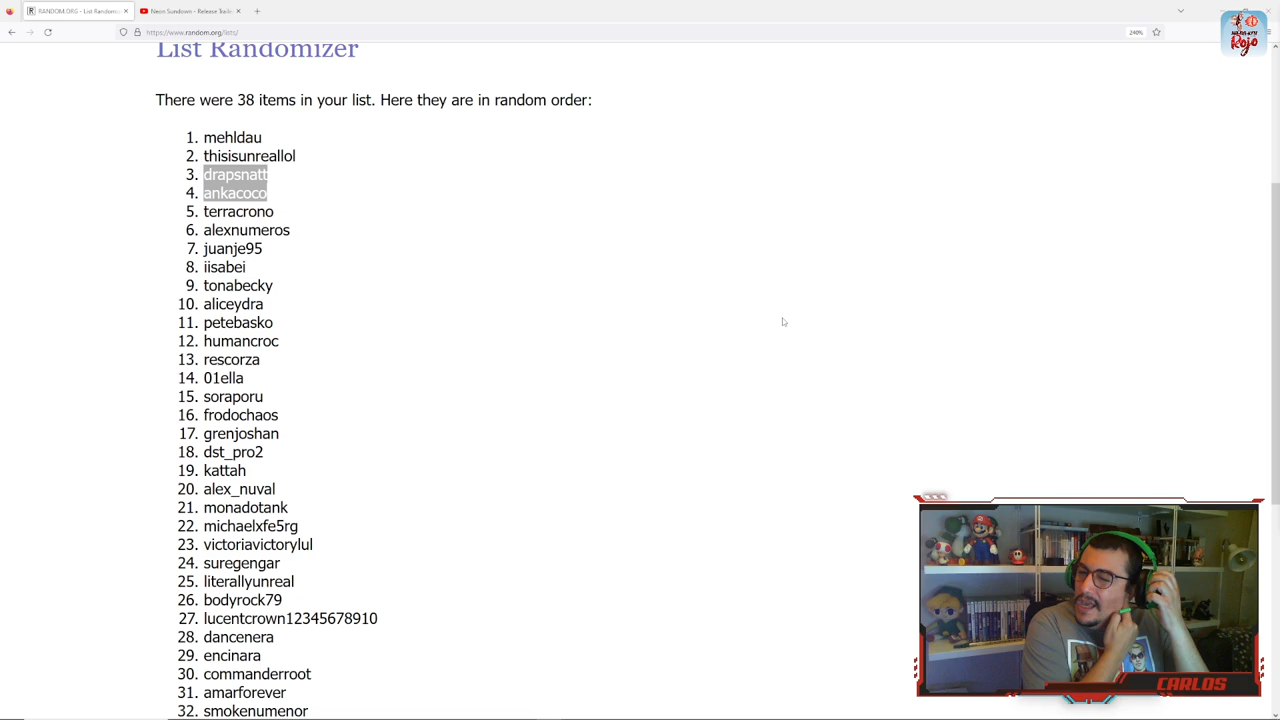 RANDOM.ORG - List Randomiz
Neon Sundown - Release Traile
https://www.random.org/lists/
240%
Rojo
List Randomizer
There were 38 items in your list. Here they are in random order:
1. mehldau
2. thisisunreallol
3. drapsnatt
4. ankacoco
5. terracrono
6. alexnumeros
7. juanje95
8. iisabei
9. tonabecky
10. aliceydra
11. petebasko
12. humancroc
13. rescorza
14. 01ella
15. soraporu
16. frodochaos
17. grenjoshan
18. dst_pro2
19. kattah
20. alex_nuval
21. monadotank
22. michaelxfe5rg
23. victoriavictorylul
24. suregengar
25. literallyunreal
26. bodyrock79
27. lucentcrown12345678910
28. dancenera
29. encinara
30. commanderroot
31. amarforever
32. smokenumenor
CARLOS